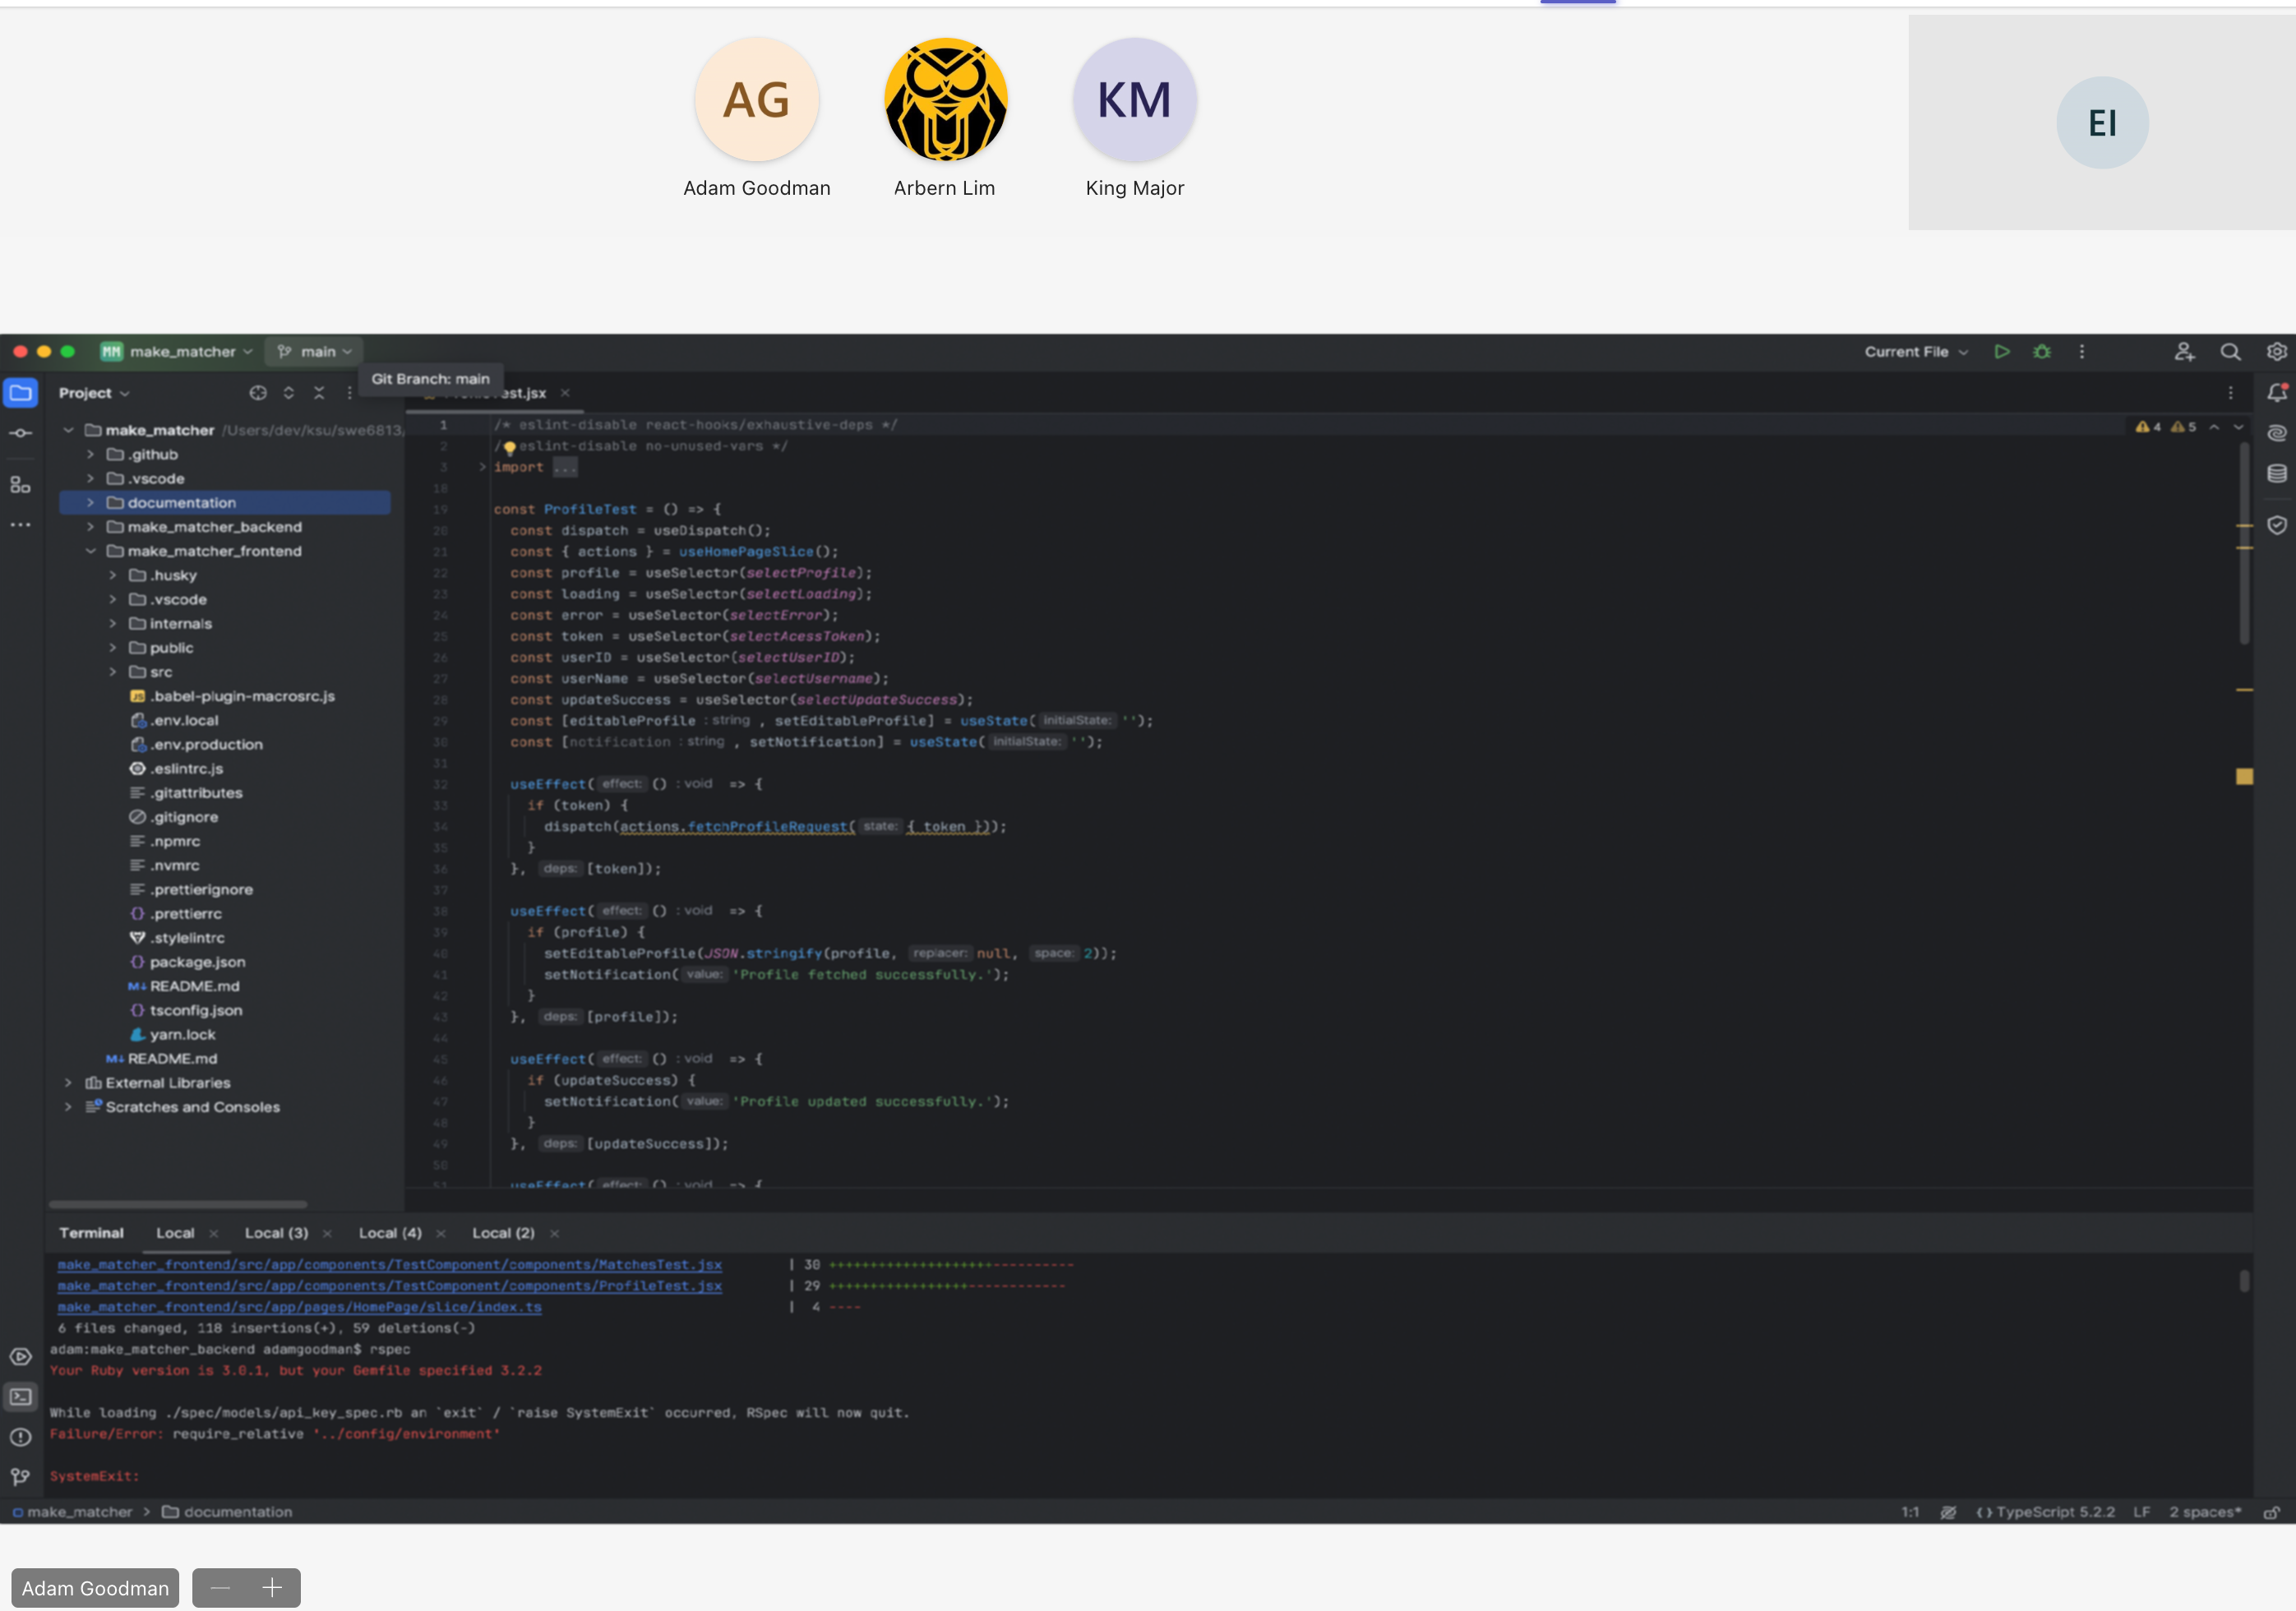 AG
KM
EI
Adam Goodman
Arbern Lim
King Major
MM make_matcher
main
Current File
Git Branch: main
Project
Test.jsx
make_matcher /Users/dev/ksu/swe6813/
.github
.vscode
documentation
make_matcher_backend
make_matcher_frontend
.husky
.vscode
internals
public
src
JS .babel-plugin-macrosrc.js
.env.local
.env.production
.eslintrc.js
.gitattributes
.gitignore
.npmrc
.nvmrc
.prettierignore
{} .prettierrc
.stylelintrc
{} package.json
M↓ README.md
{} tsconfig.json
yarn.lock
M↓ README.md
External Libraries
Scratches and Consoles
4 5
1 /* eslint-disable react-hooks/exhaustive-deps */
2 /* eslint-disable no-unused-vars */
3 import ...
18
19 const ProfileTest = () => {
20 const dispatch = useDispatch();
21 const { actions } = useHomePageSlice();
22 const profile = useSelector(selectProfile);
23 const loading = useSelector(selectLoading);
24 const error = useSelector(selectError);
25 const token = useSelector(selectAcessToken);
26 const userID = useSelector(selectUserID);
27 const userName = useSelector(selectUsername);
28 const updateSuccess = useSelector(selectUpdateSuccess);
29 const [editableProfile : string , setEditableProfile] = useState( initialState: '');
30 const [notification : string , setNotification] = useState( initialState: '');
31
32 useEffect( effect: () : void => {
33 if (token) {
34 dispatch(actions.fetchProfileRequest( state: { token }));
35 }
36 }, deps: [token]);
37
38 useEffect( effect: () : void => {
39 if (profile) {
40 setEditableProfile(JSON.stringify(profile, replacer: null, space: 2));
41 setNotification( value: 'Profile fetched successfully.');
42 }
43 }, deps: [profile]);
44
45 useEffect( effect: () : void => {
46 if (updateSuccess) {
47 setNotification( value: 'Profile updated successfully.');
48 }
49 }, deps: [updateSuccess]);
50
51 useEffect( effect: () : void => {
Terminal Local Local (3) Local (4) Local (2)
make_matcher_frontend/src/app/components/TestComponent/components/MatchesTest.jsx | 30 ++++++++++++++++++++----------
make_matcher_frontend/src/app/components/TestComponent/components/ProfileTest.jsx | 29 +++++++++++++++++------------
make_matcher_frontend/src/app/pages/HomePage/slice/index.ts | 4 ----
6 files changed, 118 insertions(+), 59 deletions(-)
adam:make_matcher_backend adamgoodman$ rspec
Your Ruby version is 3.0.1, but your Gemfile specified 3.2.2
While loading ./spec/models/api_key_spec.rb an `exit` / `raise SystemExit` occurred, RSpec will now quit.
Failure/Error: require_relative '../config/environment'
SystemExit:
make_matcher > documentation
1:1 {} TypeScript 5.2.2 LF 2 spaces*
Adam Goodman